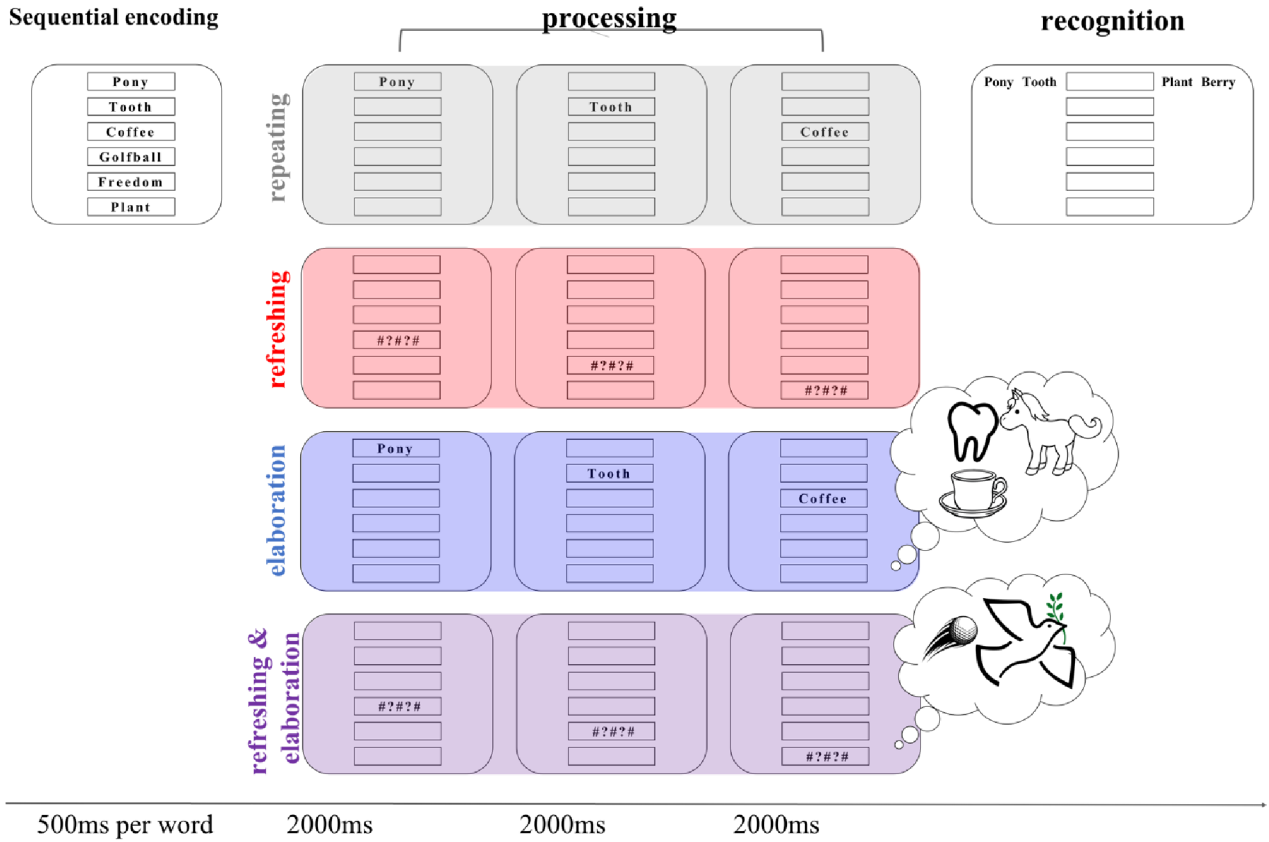 Sequential encoding
processing
recognition
Pony
Tooth
Coffee
Golfball
Freedom
Plant
repeating
Pony
Tooth
Coffee
Pony Tooth Plant Berry
refreshing
#?#?#
#?#?#
#?#?#
elaboration
Pony
Tooth
Coffee
refreshing &
elaboration
#?#?#
#?#?#
#?#?#
500ms per word
2000ms
2000ms
2000ms